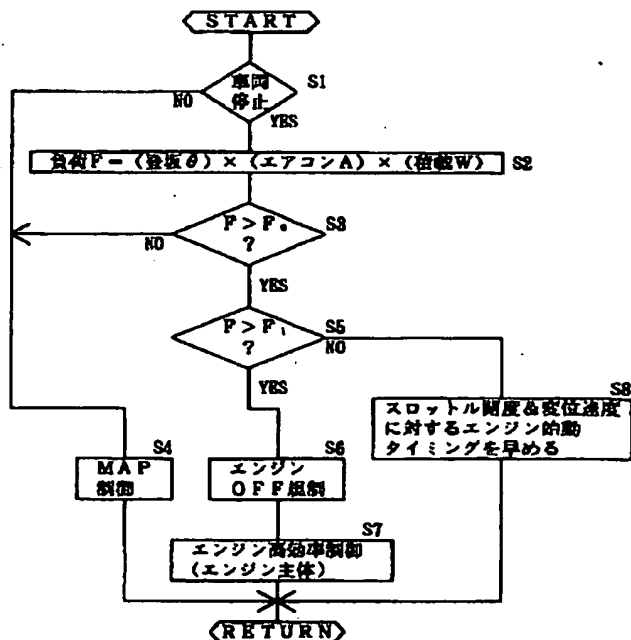 START
車両
停止
S1
NO
YES
負荷F=(登坂θ)×(エアコンA)×(積載W)
S2
F>F₀
?
S3
NO
YES
F>F₁
?
S5
NO
YES
S8
スロットル開度&変位速度
に対するエンジン始動
タイミングを早める
S4
MAP
制御
S6
エンジン
OFF規制
S7
エンジン高効率制御
(エンジン主体)
RETURN